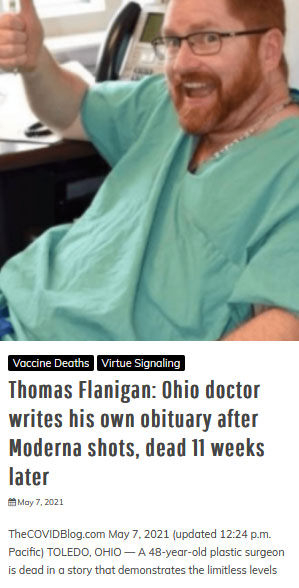 Vaccine Deaths Virtue Signaling
Thomas Flanigan: Ohio doctor
writes his own obituary after
Moderna shots, dead 11 weeks
later
May 7, 2021
TheCOVIDBlog.com May 7, 2021 (updated 12:24 p.m.
Pacific) TOLEDO, OHIO — A 48-year-old plastic surgeon
is dead in a story that demonstrates the limitless levels